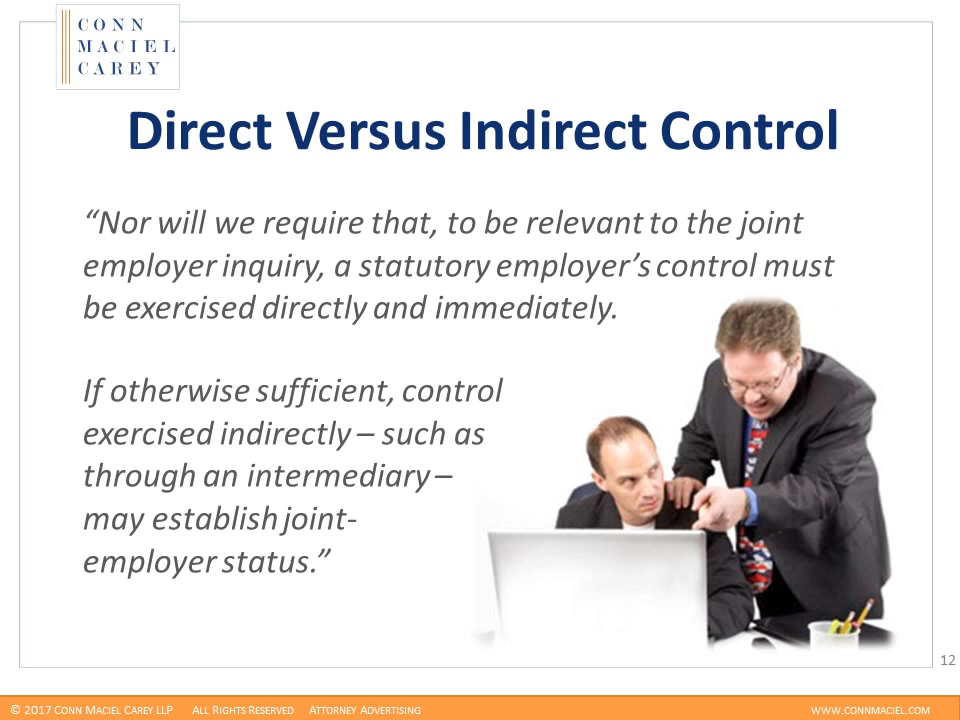 CONN
MACIEL
CAREY
Direct Versus Indirect Control
“Nor will we require that, to be relevant to the joint
employer inquiry, a statutory employer’s control must
be exercised directly and immediately.
If otherwise sufficient, control
exercised indirectly – such as
through an intermediary –
may establish joint-
employer status.”
12
© 2017 CONN MACIEL CAREY LLP ALL RIGHTS RESERVED ATTORNEY ADVERTISING WWW.CONNMACIEL.COM